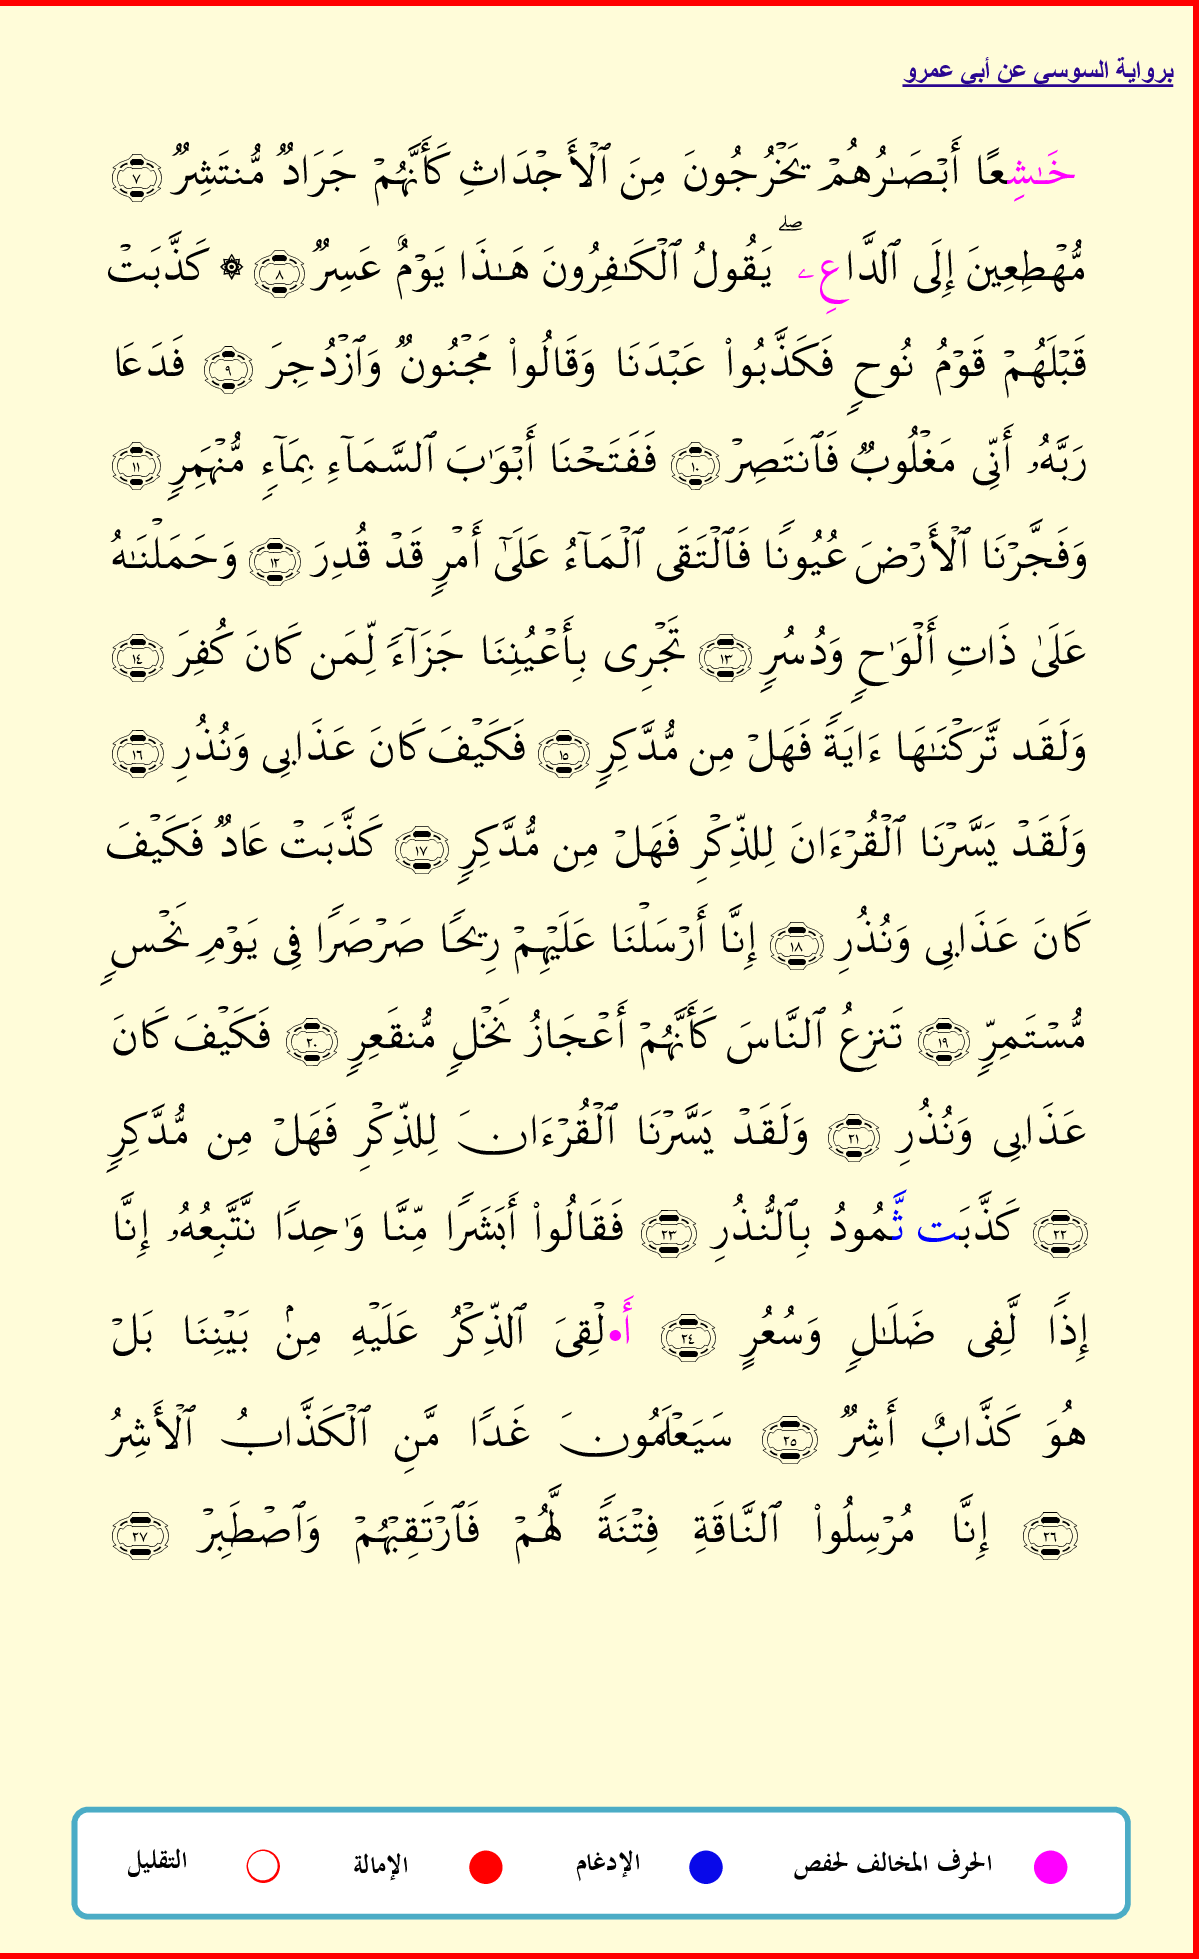 برواية السوسي عن أبي عمرو
خَٰشِعًا أَبۡصَٰرُهُمۡ يَخۡرُجُونَ مِنَ ٱلۡأَجۡدَاثِ كَأَنَّهُمۡ جَرَادٞ مُّنتَشِرٞ ٧
مُّهۡطِعِينَ إِلَى ٱلدَّاعِۦۖ يَقُولُ ٱلۡكَٰفِرُونَ هَٰذَا يَوۡمٌ عَسِرٞ ٨ ۞ كَذَّبَتۡ
قَبۡلَهُمۡ قَوۡمُ نُوحٖ فَكَذَّبُواْ عَبۡدَنَا وَقَالُواْ مَجۡنُونٞ وَٱزۡدُجِرَ ٩ فَدَعَا
رَبَّهُۥ أَنِّي مَغۡلُوبٞ فَٱنتَصِرۡ ١٠ فَفَتَحۡنَا أَبۡوَٰبَ ٱلسَّمَآءِ بِمَآءٖ مُّنۡهَمِرٖ ١١
وَفَجَّرۡنَا ٱلۡأَرۡضَ عُيُونٗا فَٱلۡتَقَى ٱلۡمَآءُ عَلَىٰٓ أَمۡرٖ قَدۡ قُدِرَ ١٢ وَحَمَلۡنَٰهُ
عَلَىٰ ذَاتِ أَلۡوَٰحٖ وَدُسُرٖ ١٣ تَجۡرِي بِأَعۡيُنِنَا جَزَآءٗ لِّمَن كَانَ كُفِرَ ١٤
وَلَقَد تَّرَكۡنَٰهَا ءَايَةٗ فَهَلۡ مِن مُّدَّكِرٖ ١٥ فَكَيۡفَ كَانَ عَذَابِي وَنُذُرِ ١٦
وَلَقَدۡ يَسَّرۡنَا ٱلۡقُرۡءَانَ لِلذِّكۡرِ فَهَلۡ مِن مُّدَّكِرٖ ١٧ كَذَّبَتۡ عَادٞ فَكَيۡفَ
كَانَ عَذَابِي وَنُذُرِ ١٨ إِنَّا أَرۡسَلۡنَا عَلَيۡهِمۡ رِيحٗا صَرۡصَرٗا فِي يَوۡمِ نَحۡسٖ
مُّسۡتَمِرّٖ ١٩ تَنزِعُ ٱلنَّاسَ كَأَنَّهُمۡ أَعۡجَازُ نَخۡلٖ مُّنقَعِرٖ ٢٠ فَكَيۡفَ كَانَ
عَذَابِي وَنُذُرِ ٢١ وَلَقَدۡ يَسَّرۡنَا ٱلۡقُرۡءَانَ لِلذِّكۡرِ فَهَلۡ مِن مُّدَّكِرٖ
٢٢ كَذَّبَت ثَّمُودُ بِٱلنُّذُرِ ٢٣ فَقَالُواْ أَبَشَرٗا مِّنَّا وَٰحِدٗا نَّتَّبِعُهُۥ إِنَّا
إِذٗا لَّفِي ضَلَٰلٖ وَسُعُرٍ ٢٤ أَ•لۡقِيَ ٱلذِّكۡرُ عَلَيۡهِ مِنۢ بَيۡنِنَا بَلۡ
هُوَ كَذَّابٌ أَشِرٞ ٢٥ سَيَعۡلَمُونَ غَدٗا مَّنِ ٱلۡكَذَّابُ ٱلۡأَشِرُ
٢٦ إِنَّا مُرۡسِلُواْ ٱلنَّاقَةِ فِتۡنَةٗ لَّهُمۡ فَٱرۡتَقِبۡهُمۡ وَٱصۡطَبِرۡ ٢٧
الحرف المخالف لحفص الإدغام الإمالة التقليل